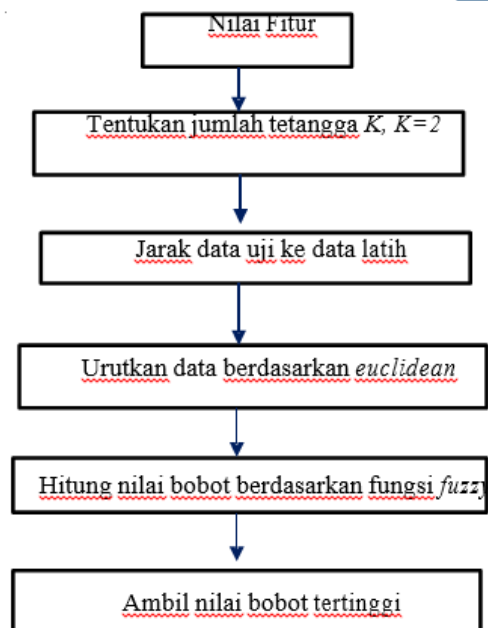 Nilai Fitur
Tentukan jumlah tetangga K, K=2
Jarak data uji ke data latih
Urutkan data berdasarkan euclidean
Hitung nilai bobot berdasarkan fungsi fuzzy
Ambil nilai bobot tertinggi